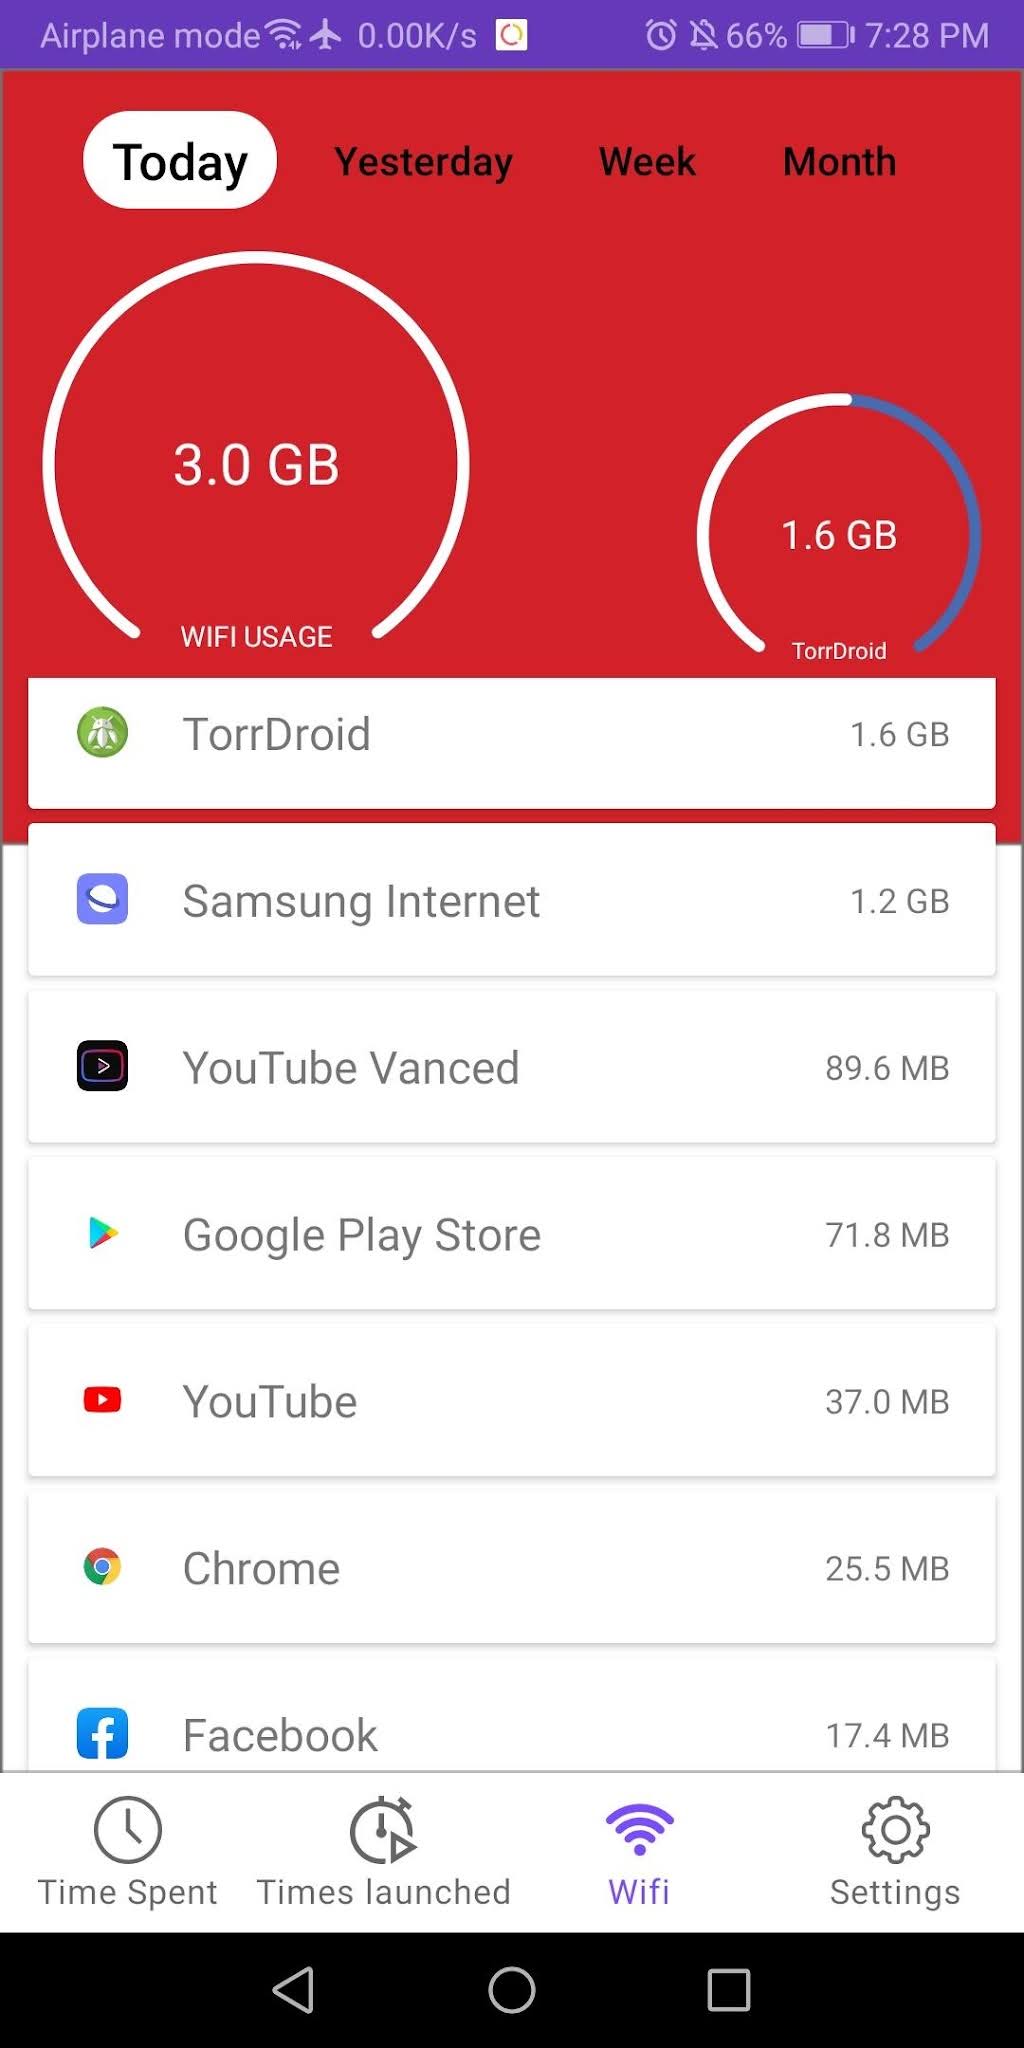 Airplane mode 0.00K/s 66% 7:28 PM
Today Yesterday Week Month
3.0 GB
WIFI USAGE
1.6 GB
TorrDroid
TorrDroid 1.6 GB
Samsung Internet 1.2 GB
YouTube Vanced 89.6 MB
Google Play Store 71.8 MB
YouTube 37.0 MB
Chrome 25.5 MB
Facebook 17.4 MB
Time Spent Times launched Wifi Settings